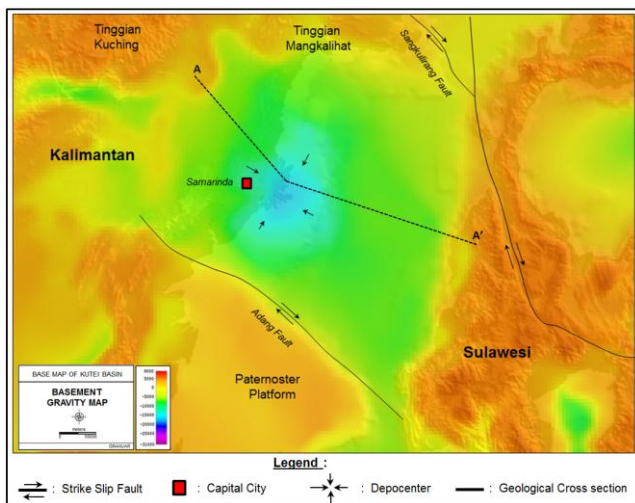 Tinggian
Kuching
Tinggian
Mangkalihat
Sangkulirang Fault
A
Kalimantan
Samarinda
A'
Adang Fault
Sulawesi
Paternoster
Platform
BASE MAP OF KUTEI BASIN
BASEMENT
GRAVITY MAP
Legend :
: Strike Slip Fault
: Capital City
: Depocenter
: Geological Cross section